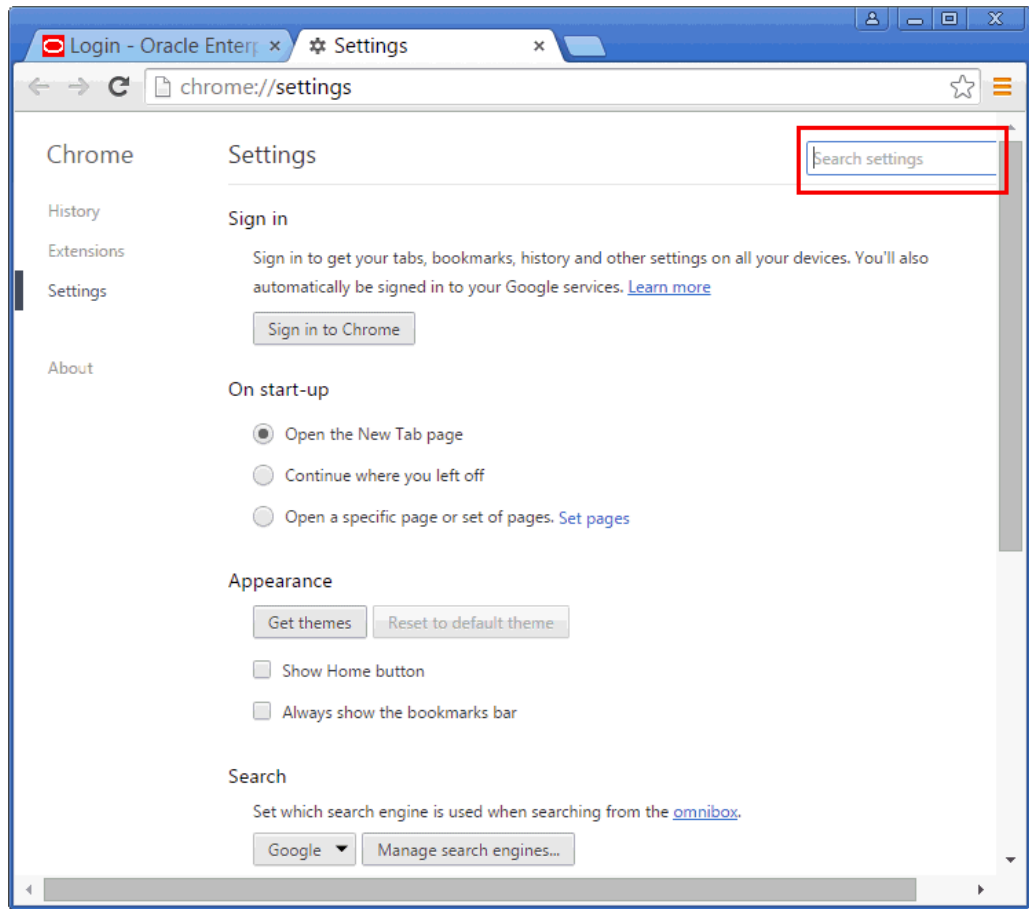 Login - Oracle Enterp
Settings
chrome://settings
Chrome
Settings
Search settings
History
Extensions
Settings
About
Sign in
Sign in to get your tabs, bookmarks, history and other settings on all your devices. You'll also
automatically be signed in to your Google services. Learn more
Sign in to Chrome
On start-up
Open the New Tab page
Continue where you left off
Open a specific page or set of pages. Set pages
Appearance
Get themes Reset to default theme
Show Home button
Always show the bookmarks bar
Search
Set which search engine is used when searching from the omnibox.
Google Manage search engines...